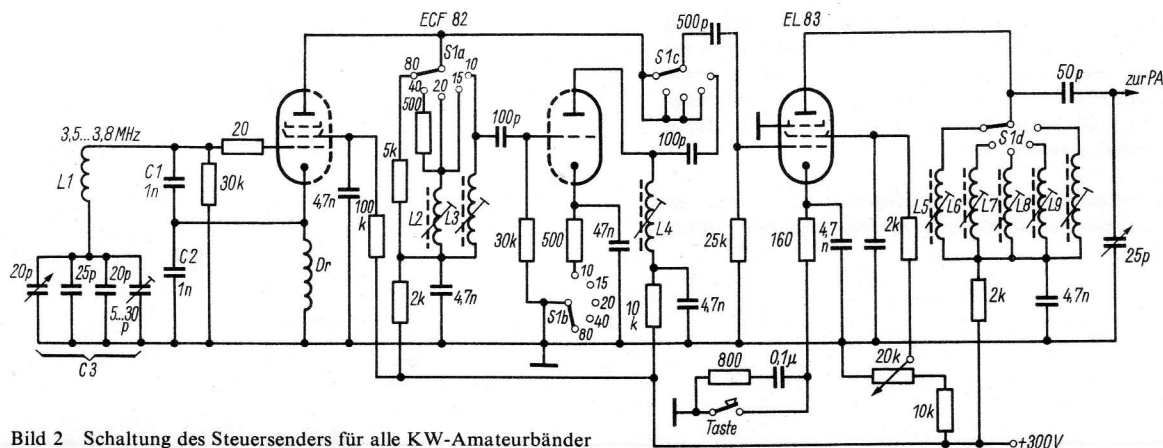 ECF 82
EL 83
S1a
80
40
20
15
10
500
500p
S1c
50p
zur PA
3,5...3,8 MHz
20
L1
C1
1n
30k
4,7n
100
k
5k
L2
L3
100p
100p
S1d
C2
1n
Dr
2k
4,7n
30k
500
47n
L4
25k
160
4,7
n
2k
L5
L6
L7
L8
L9
25p
20p
25p
20p
5...30
p
C3
10
15
20
40
80
S1b
10
k
4,7n
2k
4,7n
800
0,1µ
20k
10k
Taste
+300V
Bild 2 Schaltung des Steuersenders für alle KW-Amateurbänder